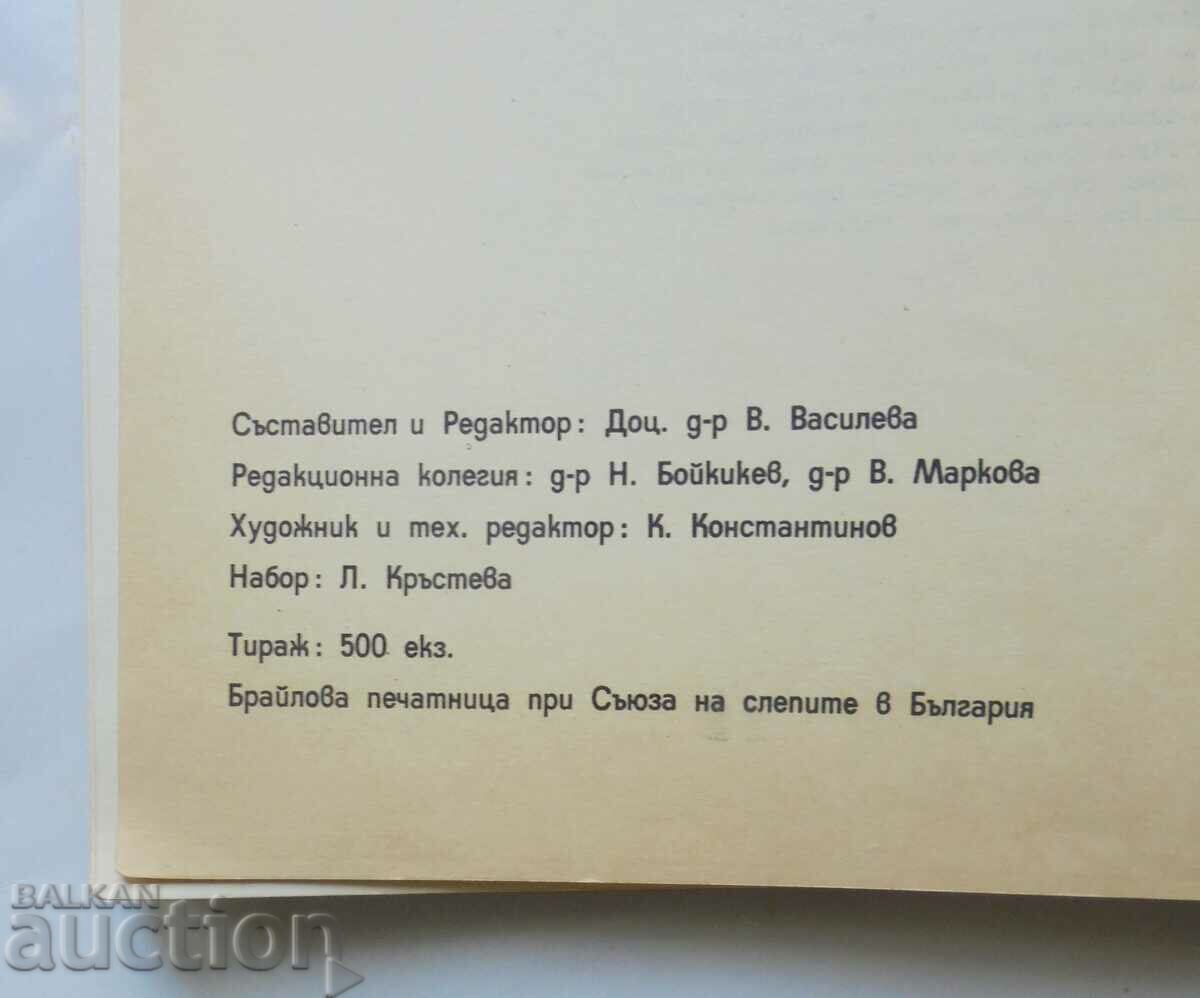 Съставител и Редактор: Доц. д-р В. Василева
Редакционна колегия: д-р Н. Бойкикев, д-р В. Маркова
Художник и тех. редактор: К. Константинов
Набор: Л. Кръстева
Тираж: 500 екз.
Брайлова печатница при Съюза на слепите в България
BALKAN
auction